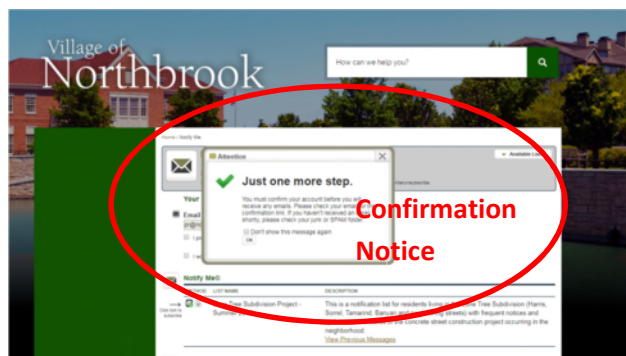 Village of
Northbrook
How can we help you?
Home › Notify Me
Attention
Just one more step.
You must confirm your account before you will
receive any emails. Please check your email
confirmation link. If you haven't received an
shortly, please check your junk or SPAM folder.
Don't show this message again
OK
Confirmation
Notice
Your
Email
Notify Me®
LIST NAME DESCRIPTION
Tree Subdivision Project - This is a notification list for residents living in Tree Subdivision (Harris,
Summer Sorrel, Tamarind, Banyan and streets) with frequent notices and
of the concrete street construction project occurring in the
neighborhood.
View Previous Messages